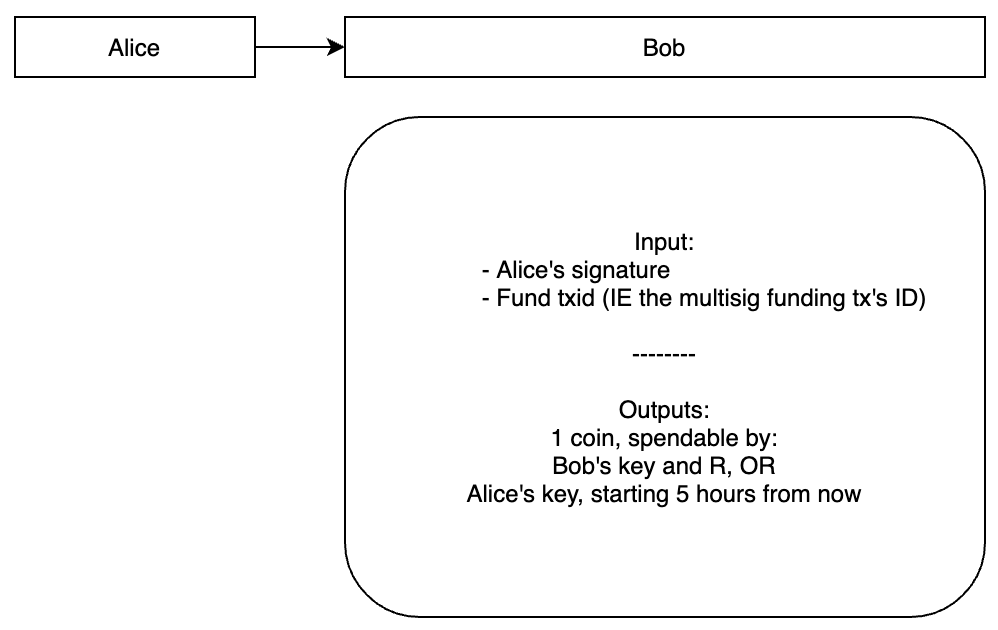 Alice
Bob
Input:
- Alice's signature
- Fund txid (IE the multisig funding tx's ID)
--------
Outputs:
1 coin, spendable by:
Bob's key and R, OR
Alice's key, starting 5 hours from now